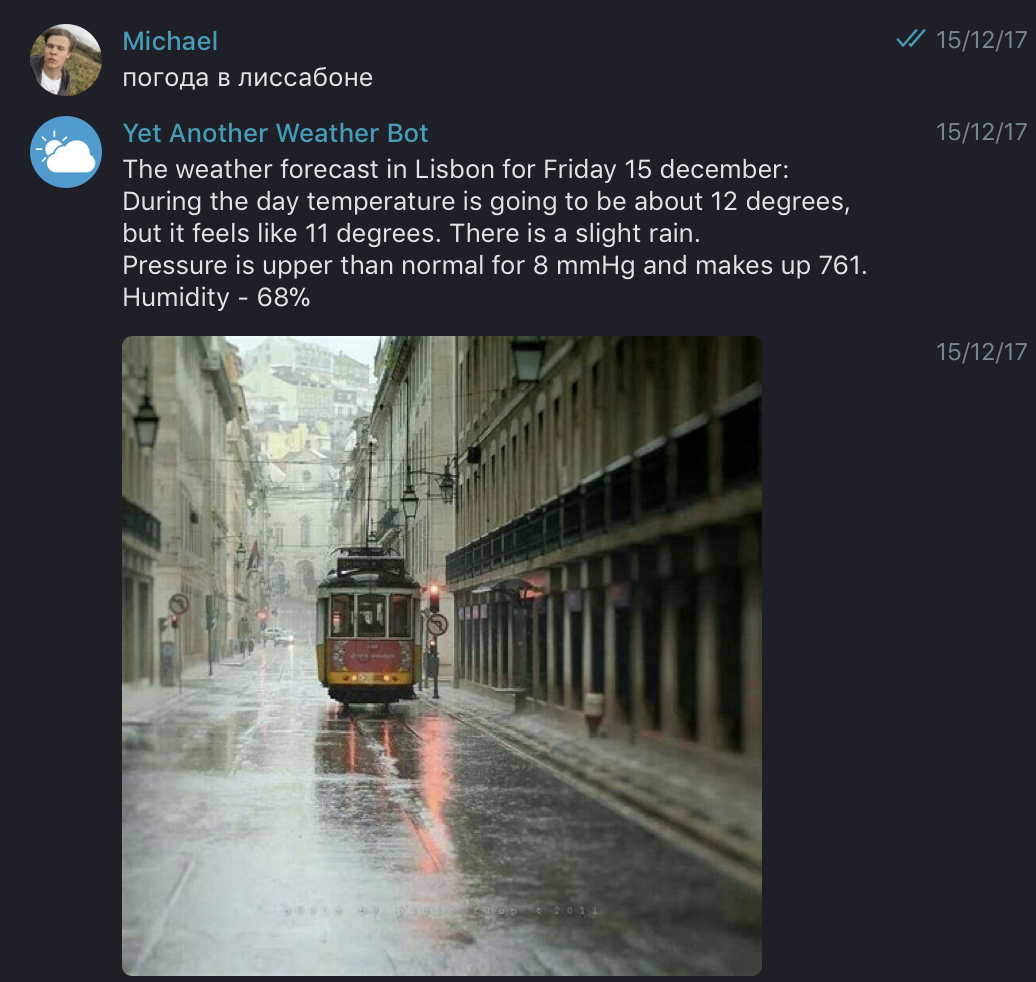 Michael
15/12/17
погода в лиссабоне
Yet Another Weather Bot
15/12/17
The weather forecast in Lisbon for Friday 15 december:
During the day temperature is going to be about 12 degrees,
but it feels like 11 degrees. There is a slight rain.
Pressure is upper than normal for 8 mmHg and makes up 761.
Humidity - 68%
15/12/17